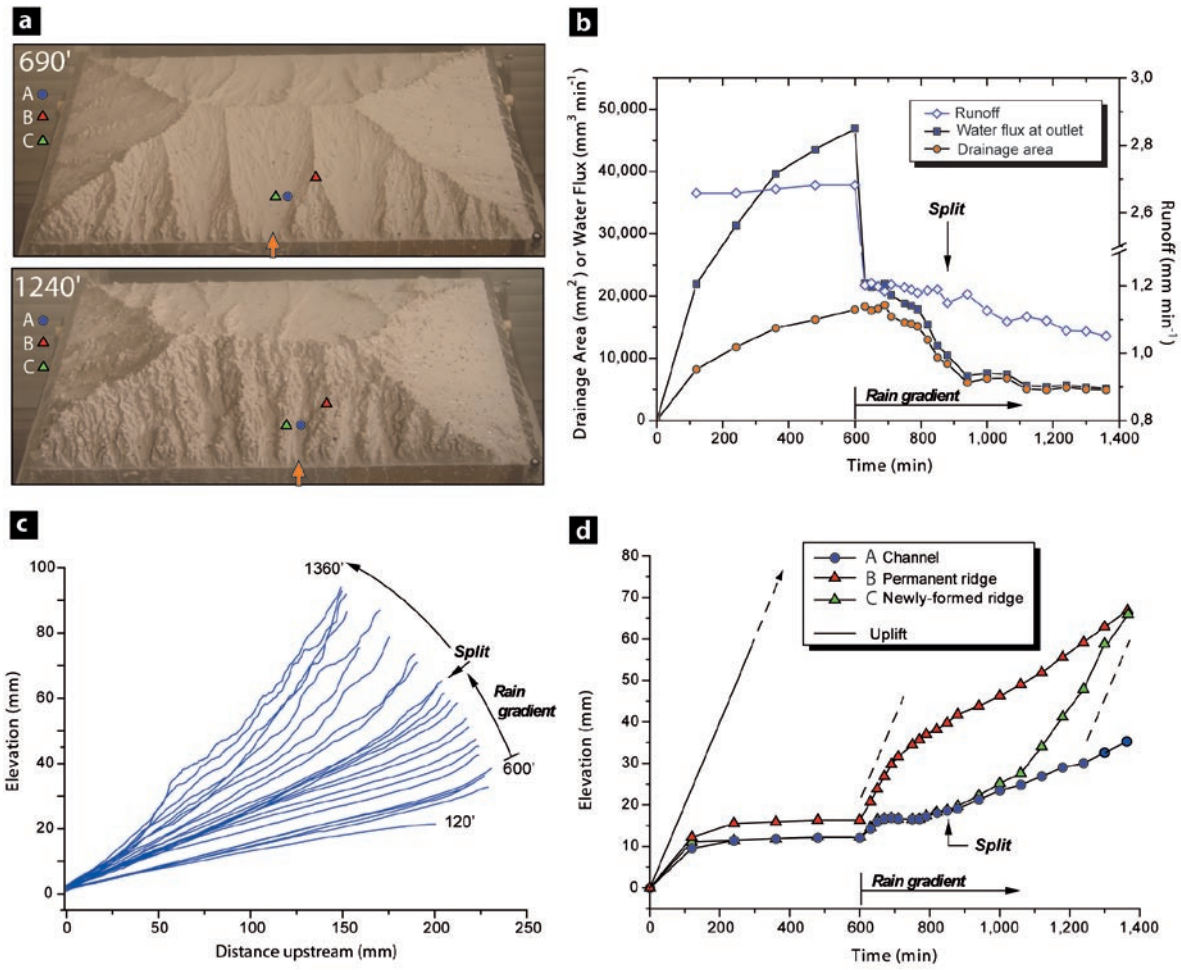 a
690'
A
B
C
1240'
A
B
C
b
Drainage Area (mm²) or Water Flux (mm³ min⁻¹)
50,000
40,000
30,000
20,000
10,000
0
Runoff
Water flux at outlet
Drainage area
Split
Rain gradient
3,0
2,8
2,6
1,2
1,0
0,8
Runoff (mm min⁻¹)
0
200
400
600
800
1,000
1,200
1,400
Time (min)
c
Elevation (mm)
100
80
60
40
20
0
1360'
Split
Rain
gradient
600'
120'
0
50
100
150
200
250
Distance upstream (mm)
d
Elevation (mm)
80
70
60
50
40
30
20
10
0
A Channel
B Permanent ridge
C Newly-formed ridge
Uplift
Split
Rain gradient
0
200
400
600
800
1,000
1,200
1,400
Time (min)